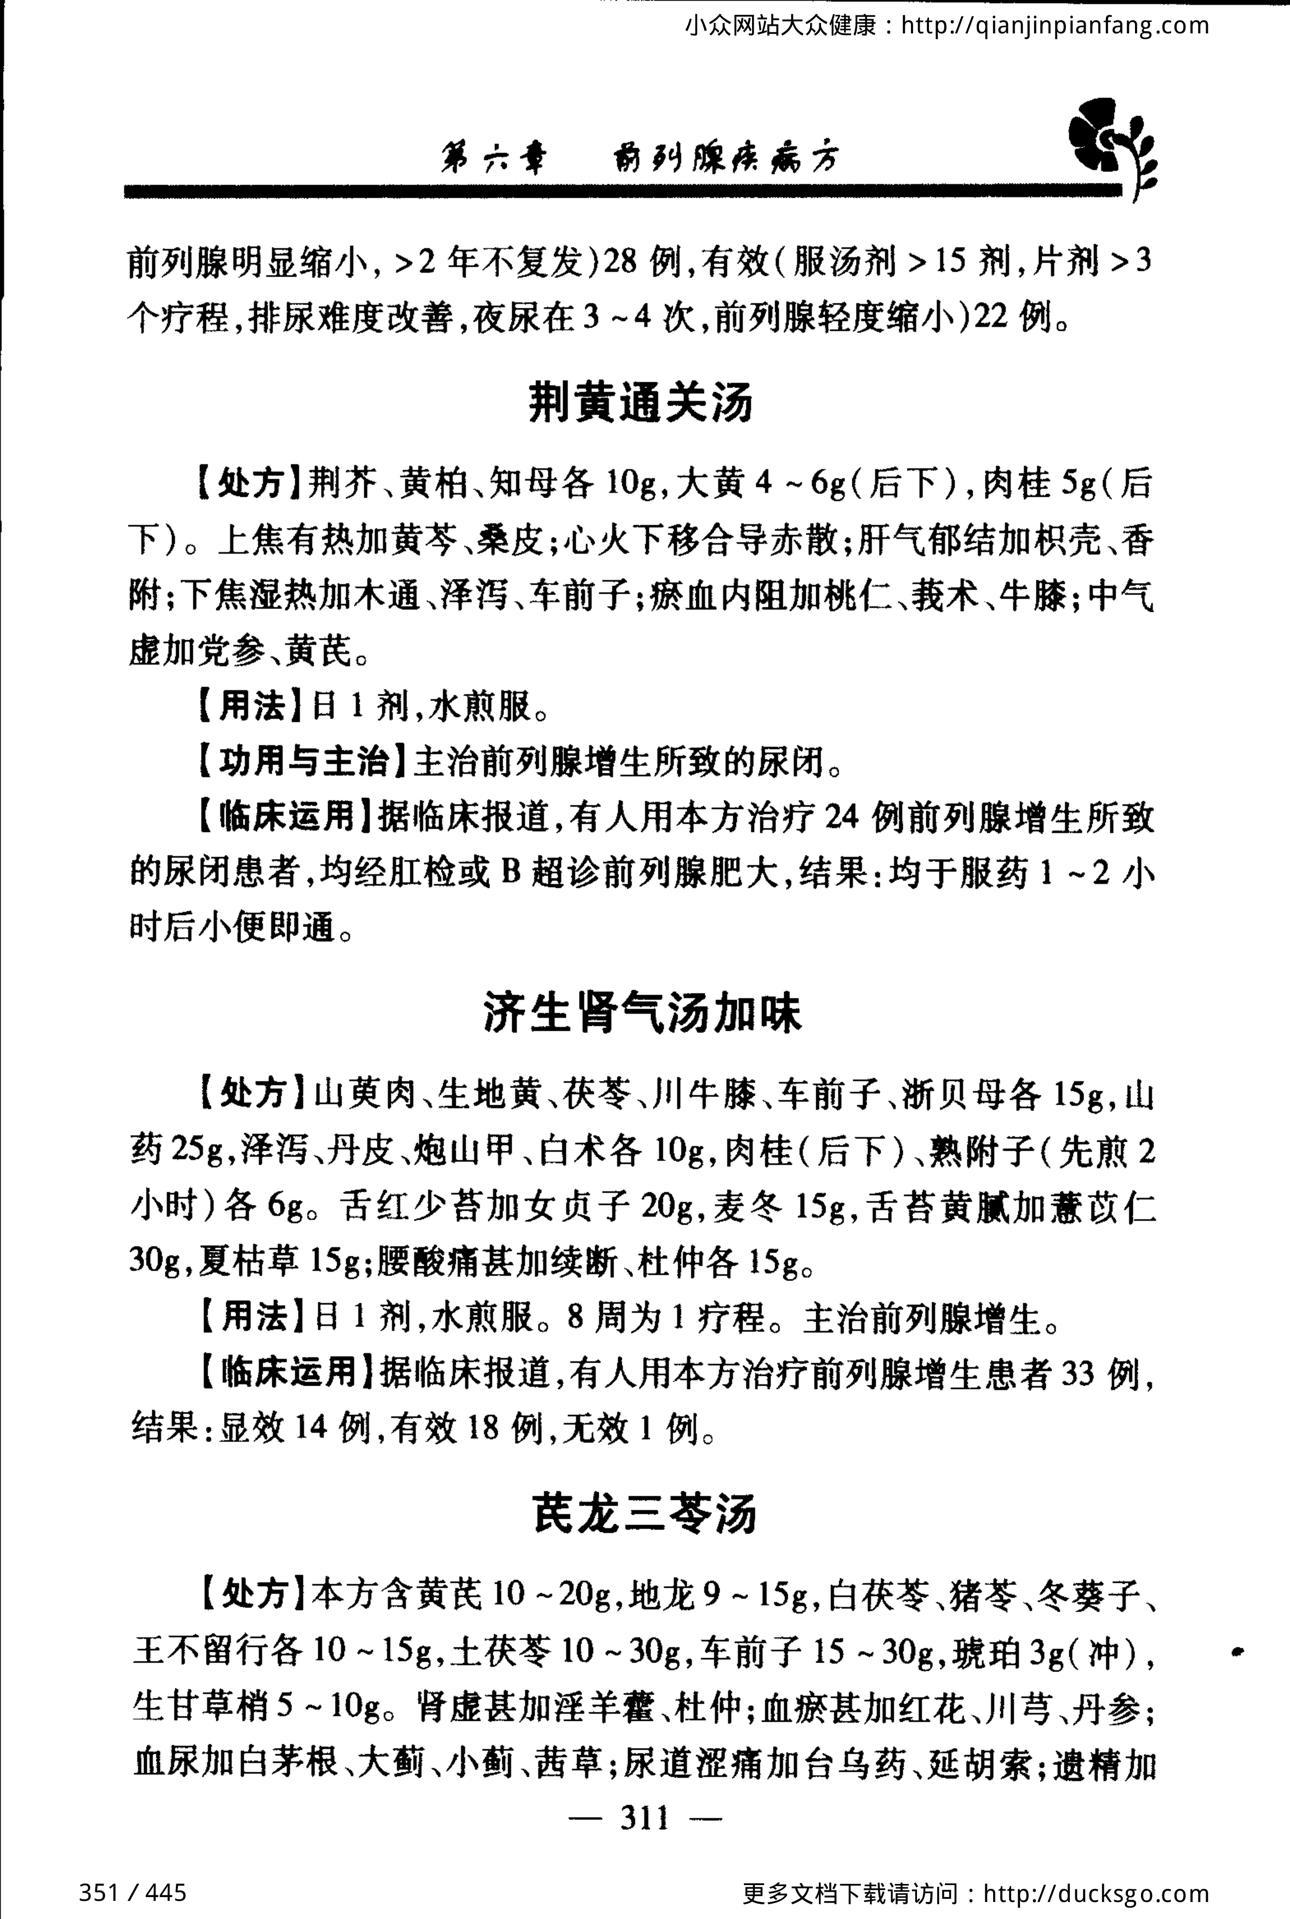 小众网站大众健康：http://qianjinpianfang.com
第六章 前列腺疾病方
前列腺明显缩小,>2 年不复发)28 例,有效(服汤剂>15 剂,片剂>3
个疗程,排尿难度改善,夜尿在3~4 次,前列腺轻度缩小)22 例。
荆黄通关汤
【处方】荆芥、黄柏、知母各 10g,大黄 4 ~6g(后下),肉桂 5g(后
下)。上焦有热加黄芩、桑皮;心火下移合导赤散;肝气郁结加枳壳、香
附;下焦湿热加木通、泽泻、车前子;瘀血内阻加桃仁、莪术、牛膝;中气
虚加党参、黄芪。
【用法】日 1 剂,水煎服。
【功用与主治】主治前列腺增生所致的尿闭。
【临床运用】据临床报道,有人用本方治疗 24 例前列腺增生所致
的尿闭患者,均经肛检或 B 超诊前列腺肥大,结果:均于服药 1 ~2 小
时后小便即通。
济生肾气汤加味
【处方】山萸肉、生地黄、茯苓、川牛膝、车前子、浙贝母各 15g,山
药 25g,泽泻、丹皮、炮山甲、白术各 10g,肉桂(后下)、熟附子(先煎 2
小时)各 6g。舌红少苔加女贞子 20g,麦冬 15g,舌苔黄腻加薏苡仁
30g,夏枯草 15g;腰酸痛甚加续断、杜仲各 15g。
【用法】日 1 剂,水煎服。8 周为 1 疗程。主治前列腺增生。
【临床运用】据临床报道,有人用本方治疗前列腺增生患者 33 例,
结果:显效 14 例,有效 18 例,无效 1 例。
芪龙三苓汤
【处方】本方含黄芪 10 ~20g,地龙 9 ~15g,白茯苓、猪苓、冬葵子、
王不留行各 10 ~15g,土茯苓 10 ~30g,车前子 15 ~30g,琥珀 3g(冲),
生甘草梢 5 ~10g。肾虚甚加淫羊藿、杜仲;血瘀甚加红花、川芎、丹参;
血尿加白茅根、大蓟、小蓟、茜草;尿道涩痛加台乌药、延胡索;遗精加
— 311 —
351 / 445
更多文档下载请访问：http://ducksgo.com